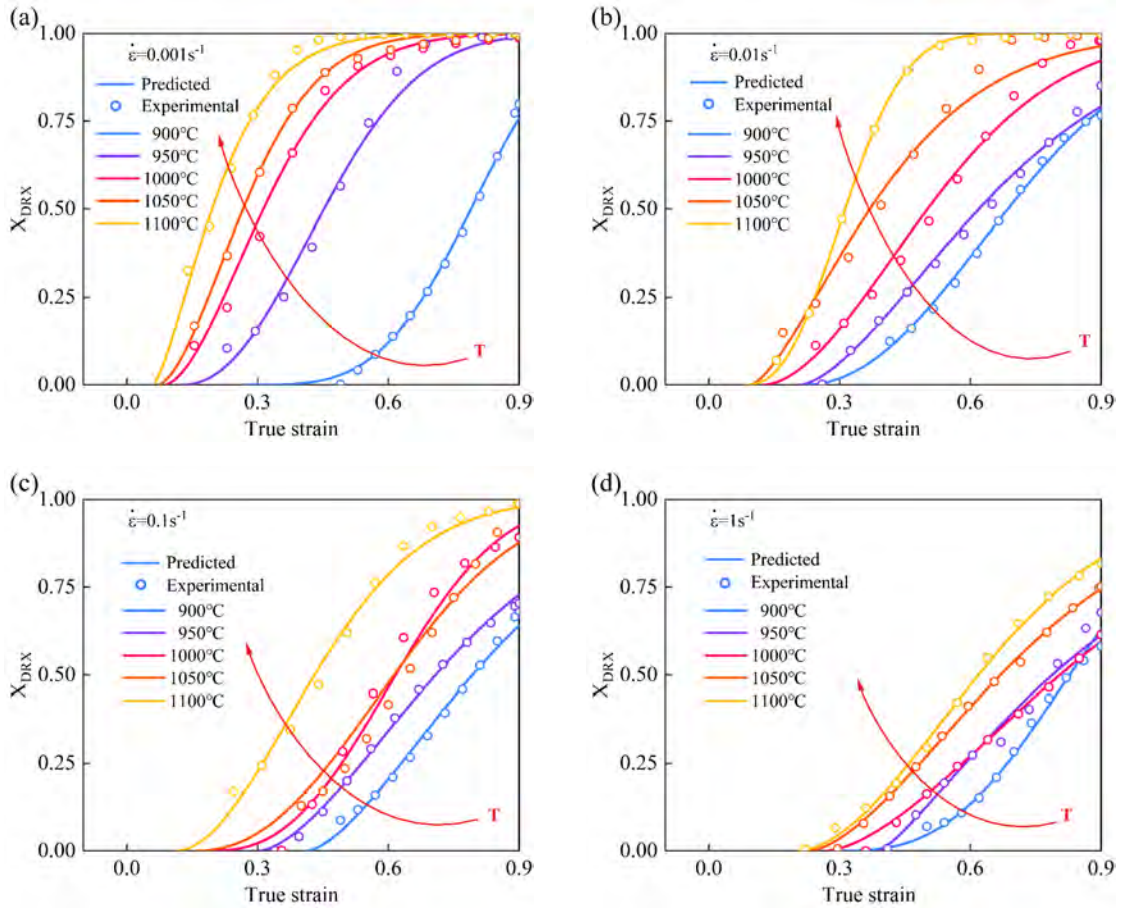 (a)
ε̇=0.001s⁻¹
Predicted
Experimental
900℃
950℃
1000℃
1050℃
1100℃
T
X_DRX
1.00
0.75
0.50
0.25
0.00
0.0 0.3 0.6 0.9
True strain
(b)
ε̇=0.01s⁻¹
Predicted
Experimental
900℃
950℃
1000℃
1050℃
1100℃
T
X_DRX
1.00
0.75
0.50
0.25
0.00
0.0 0.3 0.6 0.9
True strain
(c)
ε̇=0.1s⁻¹
Predicted
Experimental
900℃
950℃
1000℃
1050℃
1100℃
T
X_DRX
1.00
0.75
0.50
0.25
0.00
0.0 0.3 0.6 0.9
True strain
(d)
ε̇=1s⁻¹
Predicted
Experimental
900℃
950℃
1000℃
1050℃
1100℃
T
X_DRX
1.00
0.75
0.50
0.25
0.00
0.0 0.3 0.6 0.9
True strain